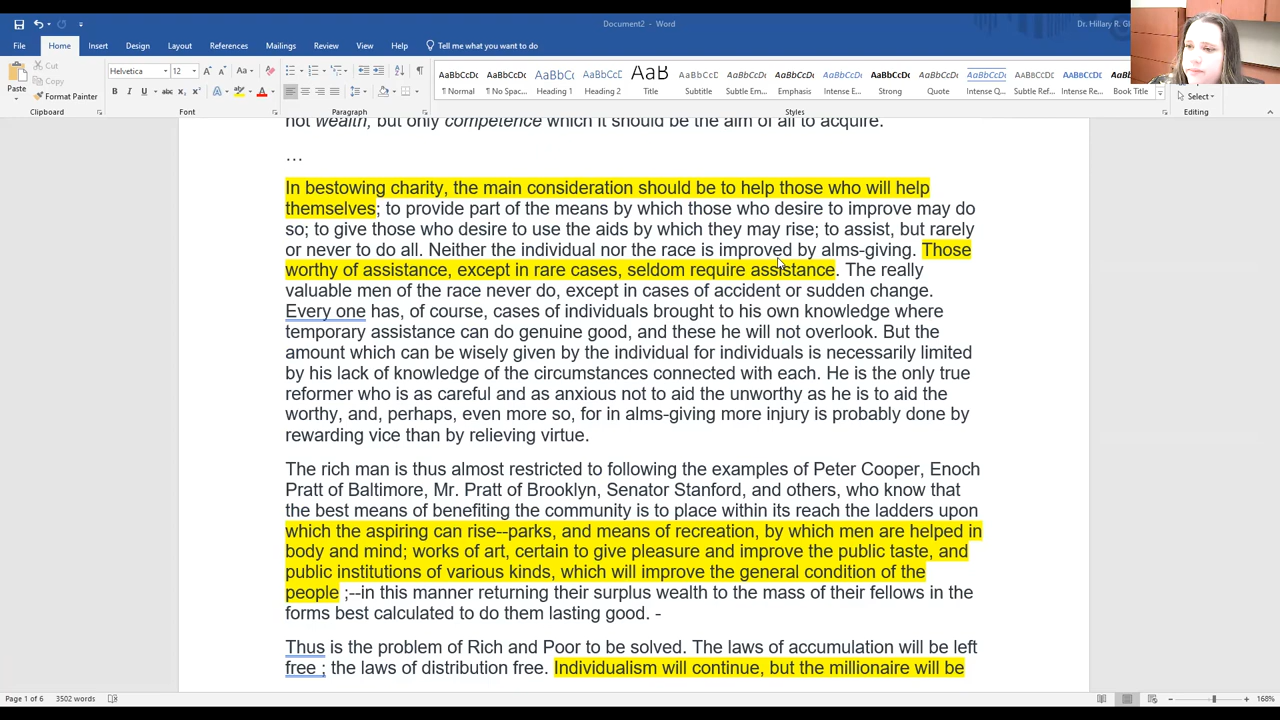 Document2 - Word
Dr. Hillary R. Gl
File Home Insert Design Layout References Mailings Review View Help Tell me what you want to do
Cut
Copy
Paste
Format Painter
Helvetica 12
Clipboard Font Paragraph Styles Editing
AaBbCcDc AaBbCcDc AaBbCc AaBbCcD AaB AaBbCcD AaBbCcDc AaBbCcDc AaBbCcDc AaBbCcDc AaBbCcDc AaBbCcDc AaBbCcDc AaBbCcDc
¶ Normal ¶ No Spac... Heading 1 Heading 2 Title Subtitle Subtle Em... Emphasis Intense E... Strong Quote Intense Q... Subtle Ref... Intense Re... Book Title
Select
not wealth, but only competence which it should be the aim of all to acquire.
…
In bestowing charity, the main consideration should be to help those who will help
themselves; to provide part of the means by which those who desire to improve may do
so; to give those who desire to use the aids by which they may rise; to assist, but rarely
or never to do all. Neither the individual nor the race is improved by alms-giving. Those
worthy of assistance, except in rare cases, seldom require assistance. The really
valuable men of the race never do, except in cases of accident or sudden change.
Every one has, of course, cases of individuals brought to his own knowledge where
temporary assistance can do genuine good, and these he will not overlook. But the
amount which can be wisely given by the individual for individuals is necessarily limited
by his lack of knowledge of the circumstances connected with each. He is the only true
reformer who is as careful and as anxious not to aid the unworthy as he is to aid the
worthy, and, perhaps, even more so, for in alms-giving more injury is probably done by
rewarding vice than by relieving virtue.
The rich man is thus almost restricted to following the examples of Peter Cooper, Enoch
Pratt of Baltimore, Mr. Pratt of Brooklyn, Senator Stanford, and others, who know that
the best means of benefiting the community is to place within its reach the ladders upon
which the aspiring can rise--parks, and means of recreation, by which men are helped in
body and mind; works of art, certain to give pleasure and improve the public taste, and
public institutions of various kinds, which will improve the general condition of the
people ;--in this manner returning their surplus wealth to the mass of their fellows in the
forms best calculated to do them lasting good. -
Thus is the problem of Rich and Poor to be solved. The laws of accumulation will be left
free ; the laws of distribution free. Individualism will continue, but the millionaire will be
Page 1 of 6 3502 words 168%